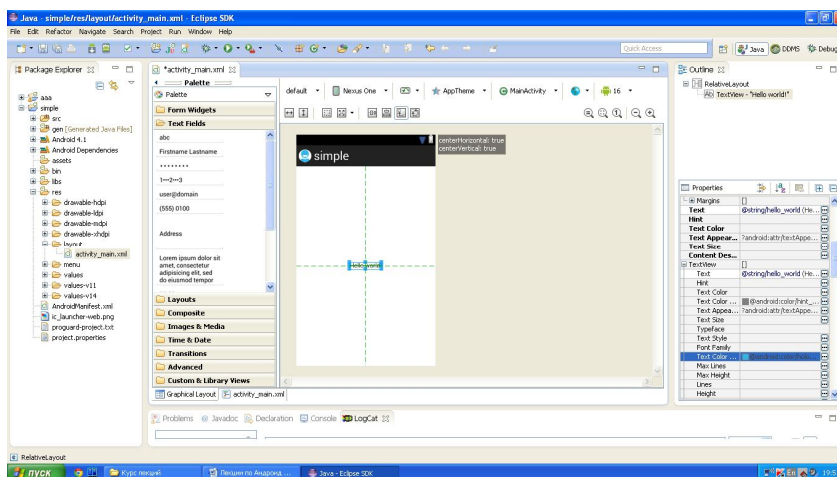 Java - simple/res/layout/activity_main.xml - Eclipse SDK
File Edit Refactor Navigate Search Project Run Window Help
Quick Access
Java
DDMS
Debug
Package Explorer
aaa
simple
src
gen [Generated Java Files]
Android 4.1
Android Dependencies
assets
bin
libs
res
drawable-hdpi
drawable-ldpi
drawable-mdpi
drawable-xhdpi
layout
activity_main.xml
menu
values
values-v11
values-v14
AndroidManifest.xml
ic_launcher-web.png
proguard-project.txt
project.properties
*activity_main.xml
Palette
Palette
Form Widgets
Text Fields
abc
Firstname Lastname
1---2---3
user@domain
(555) 0100
Address
Lorem ipsum dolor sit
amet, consectetur
adipisicing elit, sed
do eiusmod tempor
Layouts
Composite
Images & Media
Time & Date
Transitions
Advanced
Custom & Library Views
Graphical Layout
activity_main.xml
default
Nexus One
AppTheme
MainActivity
16
simple
centerHorizontal: true
centerVertical: true
Hello world!
Outline
RelativeLayout
TextView - "Hello world!"
Properties
Margins []
Text @string/hello_world (He...
Hint
Text Color
Text Appear... ?android:attr/textAppe...
Text Size
Content Des...
TextView []
Text @string/hello_world (He...
Hint
Text Color
Text Color ... @android:color/hint_...
Text Appea... ?android:attr/textAppe...
Text Size
Typeface
Text Style
Font Family
Text Color ...
Max Lines
Max Height
Lines
Height
Problems
Javadoc
Declaration
Console
LogCat
RelativeLayout
пуск
Курс лекций
Лекции по Андроид ...
Java - Eclipse SDK
EN